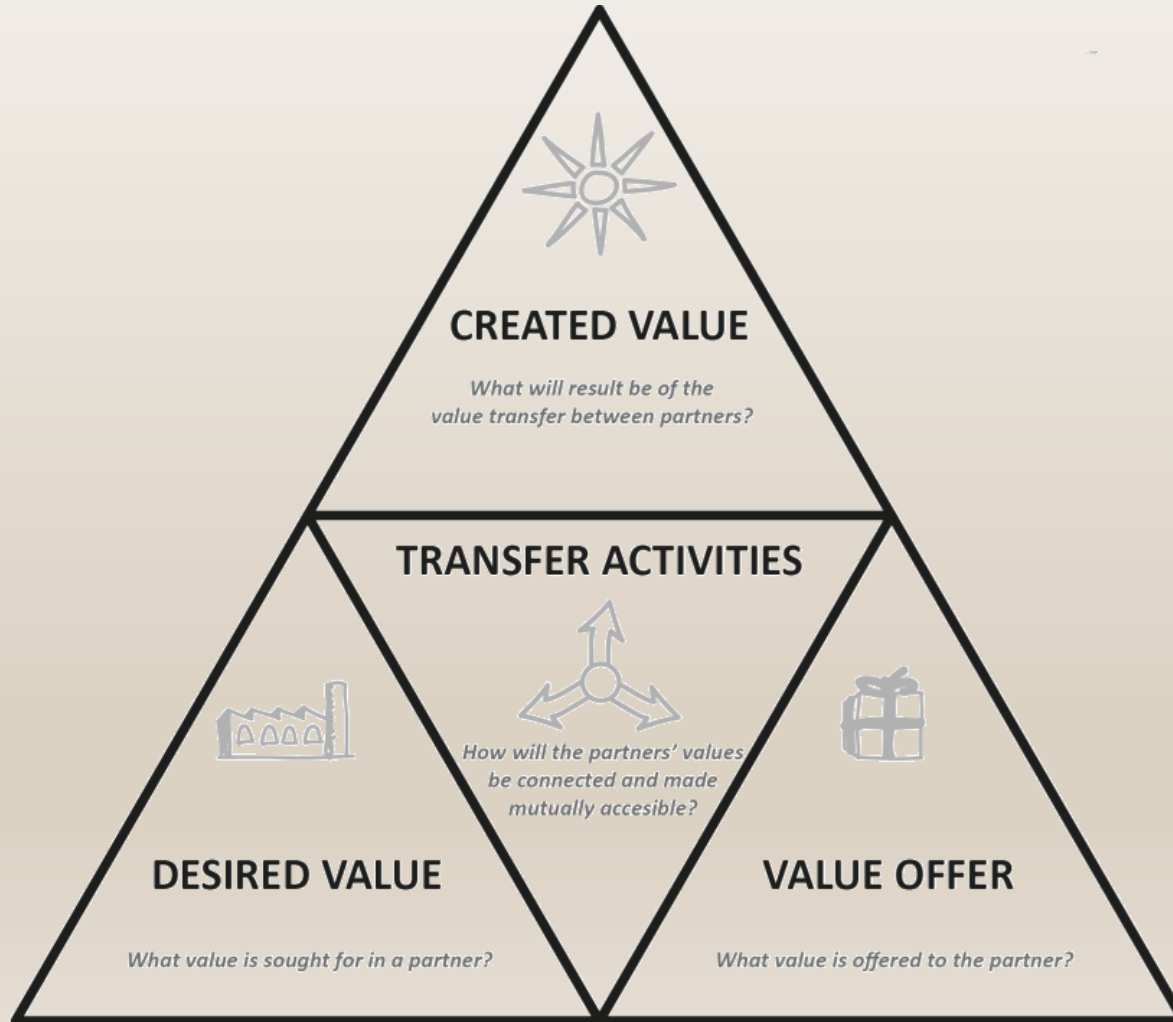 CREATED VALUE
What will result be of the
value transfer between partners?
TRANSFER ACTIVITIES
How will the partners’ values
be connected and made
mutually accesible?
DESIRED VALUE
What value is sought for in a partner?
VALUE OFFER
What value is offered to the partner?